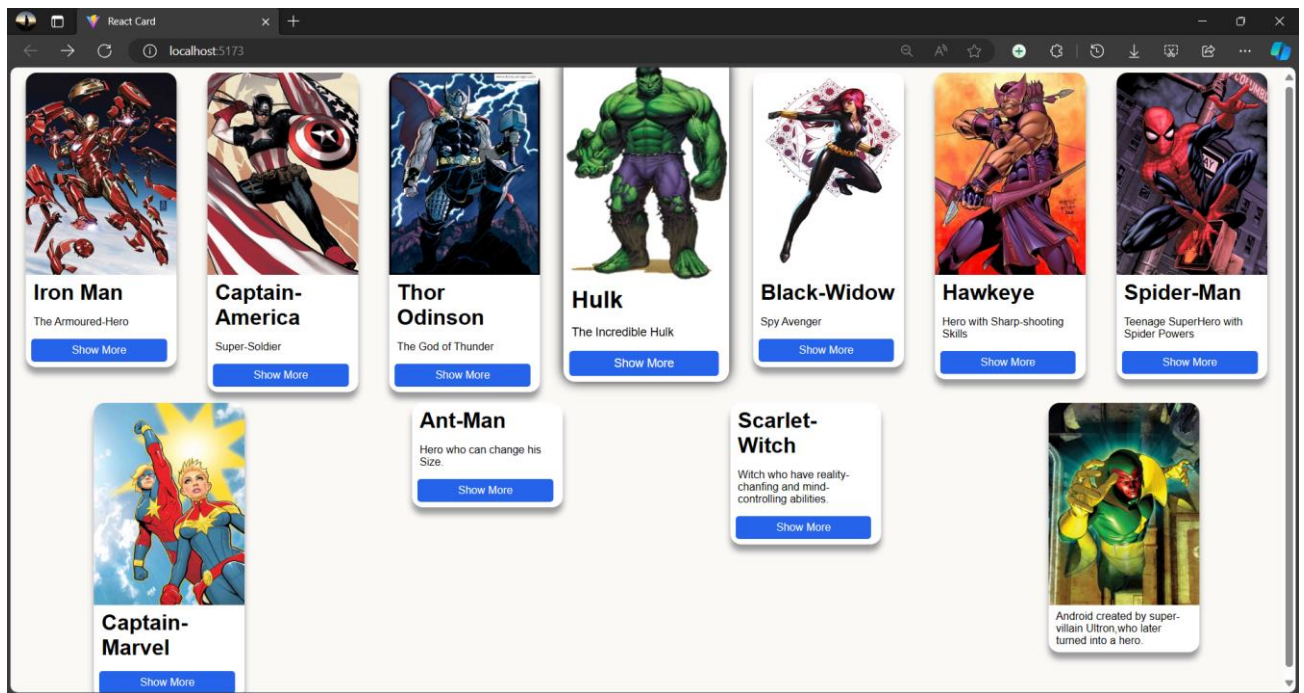 React Card
localhost:5173
Iron Man
The Armoured-Hero
Show More
Captain-
America
Super-Soldier
Show More
Thor
Odinson
The God of Thunder
Show More
Hulk
The Incredible Hulk
Show More
Black-Widow
Spy Avenger
Show More
Hawkeye
Hero with Sharp-shooting
Skills
Show More
Spider-Man
Teenage SuperHero with
Spider Powers
Show More
Captain-
Marvel
Show More
Ant-Man
Hero who can change his
Size.
Show More
Scarlet-
Witch
Witch who have reality-
chanfing and mind-
controlling abilities.
Show More
Android created by super-
villain Ultron,who later
turned into a hero.